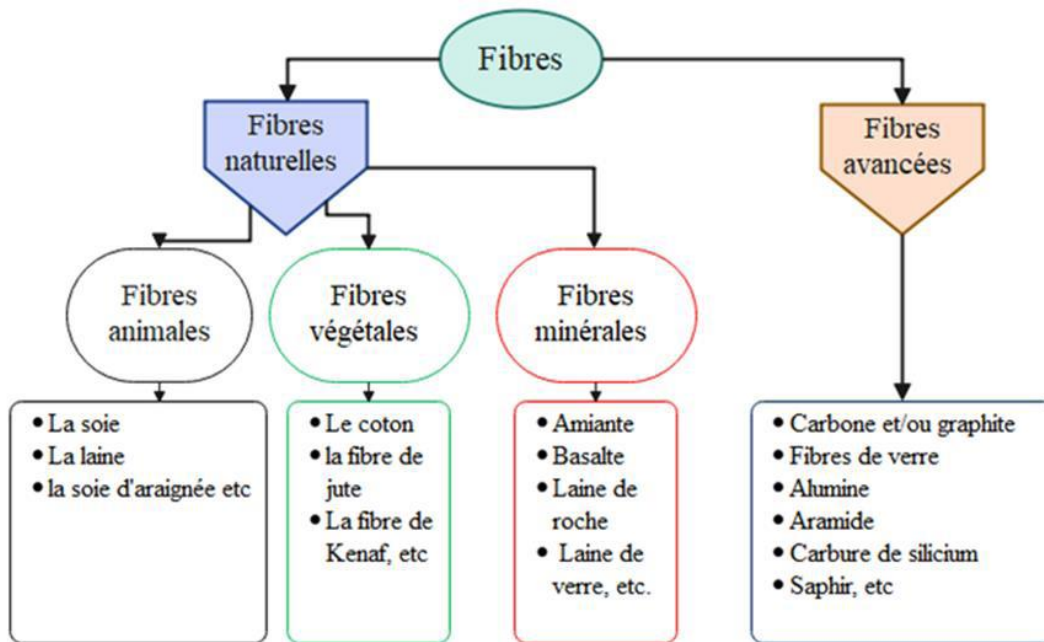 Fibres
Fibres
naturelles
Fibres
avancées
Fibres
animales
Fibres
végétales
Fibres
minérales
• La soie
• La laine
• la soie d'araignée etc
• Le coton
• la fibre de
jute
• La fibre de
Kenaf, etc
• Amiante
• Basalte
• Laine de
roche
• Laine de
verre, etc.
• Carbone et/ou graphite
• Fibres de verre
• Alumine
• Aramide
• Carbure de silicium
• Saphir, etc